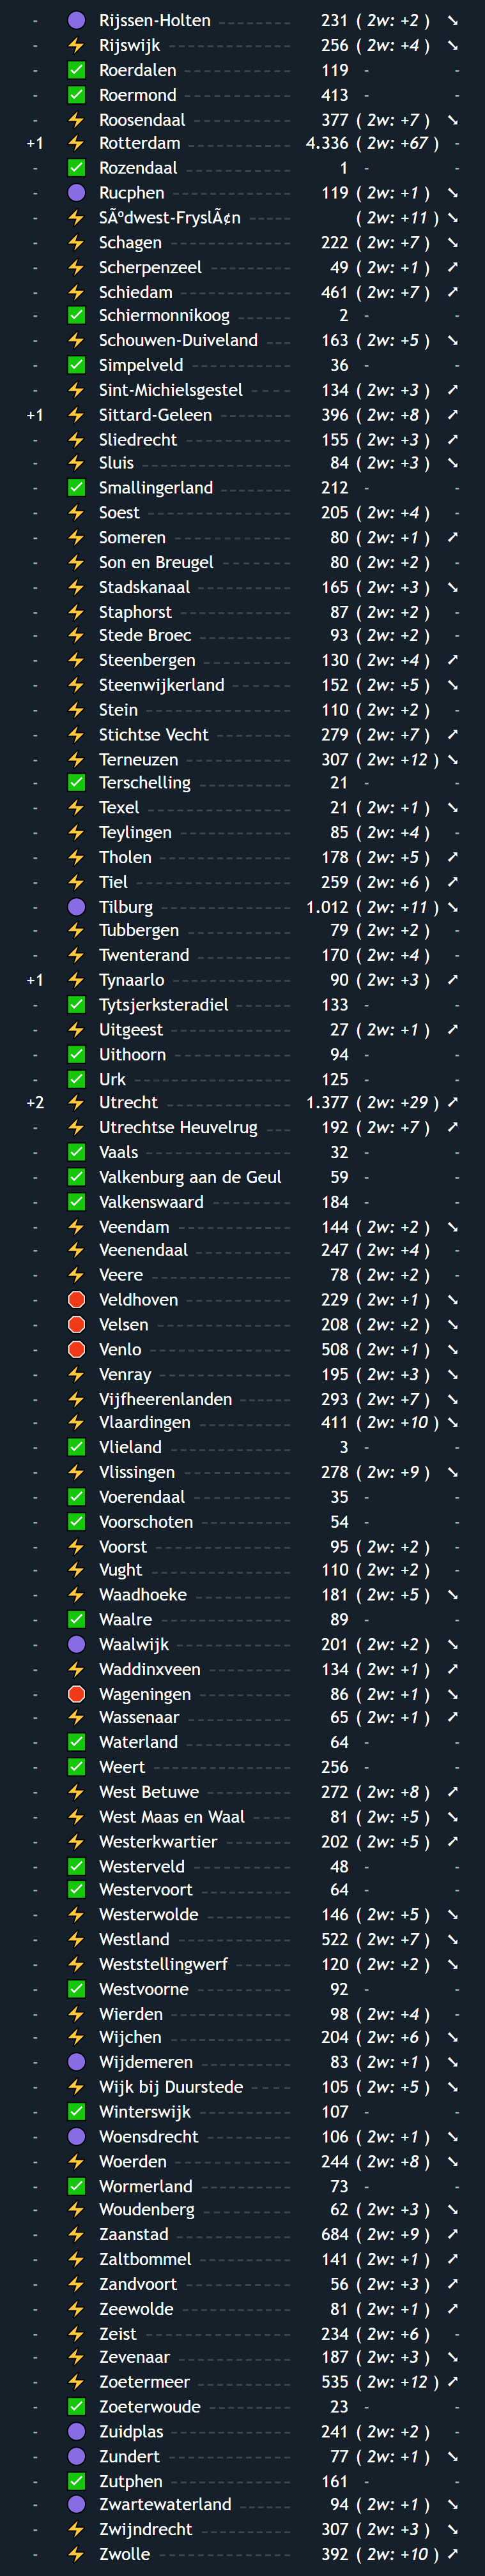 - Rijssen-Holten 231 ( 2w: +2 ) ➘
- Rijswijk 256 ( 2w: +4 ) ➘
- Roerdalen 119 - -
- Roermond 413 - -
- Roosendaal 377 ( 2w: +7 ) ➘
+1 Rotterdam 4.336 ( 2w: +67 ) -
- Rozendaal 1 - -
- Rucphen 119 ( 2w: +1 ) ➘
- SÃºdwest-FryslÃ¢n ( 2w: +11 ) ➘
- Schagen 222 ( 2w: +7 ) ➘
- Scherpenzeel 49 ( 2w: +1 ) ➚
- Schiedam 461 ( 2w: +7 ) ➚
- Schiermonnikoog 2 - -
- Schouwen-Duiveland 163 ( 2w: +5 ) ➘
- Simpelveld 36 - -
- Sint-Michielsgestel 134 ( 2w: +3 ) ➚
+1 Sittard-Geleen 396 ( 2w: +8 ) ➚
- Sliedrecht 155 ( 2w: +3 ) ➚
- Sluis 84 ( 2w: +3 ) ➘
- Smallingerland 212 - -
- Soest 205 ( 2w: +4 ) -
- Someren 80 ( 2w: +1 ) ➚
- Son en Breugel 80 ( 2w: +2 ) -
- Stadskanaal 165 ( 2w: +3 ) ➘
- Staphorst 87 ( 2w: +2 ) -
- Stede Broec 93 ( 2w: +2 ) -
- Steenbergen 130 ( 2w: +4 ) ➚
- Steenwijkerland 152 ( 2w: +5 ) ➘
- Stein 110 ( 2w: +2 ) -
- Stichtse Vecht 279 ( 2w: +7 ) ➚
- Terneuzen 307 ( 2w: +12 ) ➘
- Terschelling 21 - -
- Texel 21 ( 2w: +1 ) ➘
- Teylingen 85 ( 2w: +4 ) -
- Tholen 178 ( 2w: +5 ) ➚
- Tiel 259 ( 2w: +6 ) ➚
- Tilburg 1.012 ( 2w: +11 ) ➘
- Tubbergen 79 ( 2w: +2 ) -
- Twenterand 170 ( 2w: +4 ) -
+1 Tynaarlo 90 ( 2w: +3 ) ➚
- Tytsjerksteradiel 133 - -
- Uitgeest 27 ( 2w: +1 ) ➚
- Uithoorn 94 - -
- Urk 125 - -
+2 Utrecht 1.377 ( 2w: +29 ) ➚
- Utrechtse Heuvelrug 192 ( 2w: +7 ) ➚
- Vaals 32 - -
- Valkenburg aan de Geul 59 - -
- Valkenswaard 184 - -
- Veendam 144 ( 2w: +2 ) ➘
- Veenendaal 247 ( 2w: +4 ) -
- Veere 78 ( 2w: +2 ) -
- Veldhoven 229 ( 2w: +1 ) ➘
- Velsen 208 ( 2w: +2 ) ➘
- Venlo 508 ( 2w: +1 ) ➘
- Venray 195 ( 2w: +3 ) ➘
- Vijfheerenlanden 293 ( 2w: +7 ) ➘
- Vlaardingen 411 ( 2w: +10 ) ➘
- Vlieland 3 - -
- Vlissingen 278 ( 2w: +9 ) ➘
- Voerendaal 35 - -
- Voorschoten 54 - -
- Voorst 95 ( 2w: +2 ) -
- Vught 110 ( 2w: +2 ) -
- Waadhoeke 181 ( 2w: +5 ) ➘
- Waalre 89 - -
- Waalwijk 201 ( 2w: +2 ) ➘
- Waddinxveen 134 ( 2w: +1 ) ➚
- Wageningen 86 ( 2w: +1 ) ➘
- Wassenaar 65 ( 2w: +1 ) ➚
- Waterland 64 - -
- Weert 256 - -
- West Betuwe 272 ( 2w: +8 ) ➚
- West Maas en Waal 81 ( 2w: +5 ) ➘
- Westerkwartier 202 ( 2w: +5 ) ➚
- Westerveld 48 - -
- Westervoort 64 - -
- Westerwolde 146 ( 2w: +5 ) ➘
- Westland 522 ( 2w: +7 ) ➘
- Weststellingwerf 120 ( 2w: +2 ) ➘
- Westvoorne 92 - -
- Wierden 98 ( 2w: +4 ) -
- Wijchen 204 ( 2w: +6 ) ➘
- Wijdemeren 83 ( 2w: +1 ) ➘
- Wijk bij Duurstede 105 ( 2w: +5 ) ➘
- Winterswijk 107 - -
- Woensdrecht 106 ( 2w: +1 ) ➘
- Woerden 244 ( 2w: +8 ) ➘
- Wormerland 73 - -
- Woudenberg 62 ( 2w: +3 ) ➘
- Zaanstad 684 ( 2w: +9 ) ➚
- Zaltbommel 141 ( 2w: +1 ) ➚
- Zandvoort 56 ( 2w: +3 ) ➚
- Zeewolde 81 ( 2w: +1 ) ➚
- Zeist 234 ( 2w: +6 ) -
- Zevenaar 187 ( 2w: +3 ) ➘
- Zoetermeer 535 ( 2w: +12 ) ➚
- Zoeterwoude 23 - -
- Zuidplas 241 ( 2w: +2 ) -
- Zundert 77 ( 2w: +1 ) ➘
- Zutphen 161 - -
- Zwartewaterland 94 ( 2w: +1 ) ➘
- Zwijndrecht 307 ( 2w: +3 ) ➘
- Zwolle 392 ( 2w: +10 ) ➚